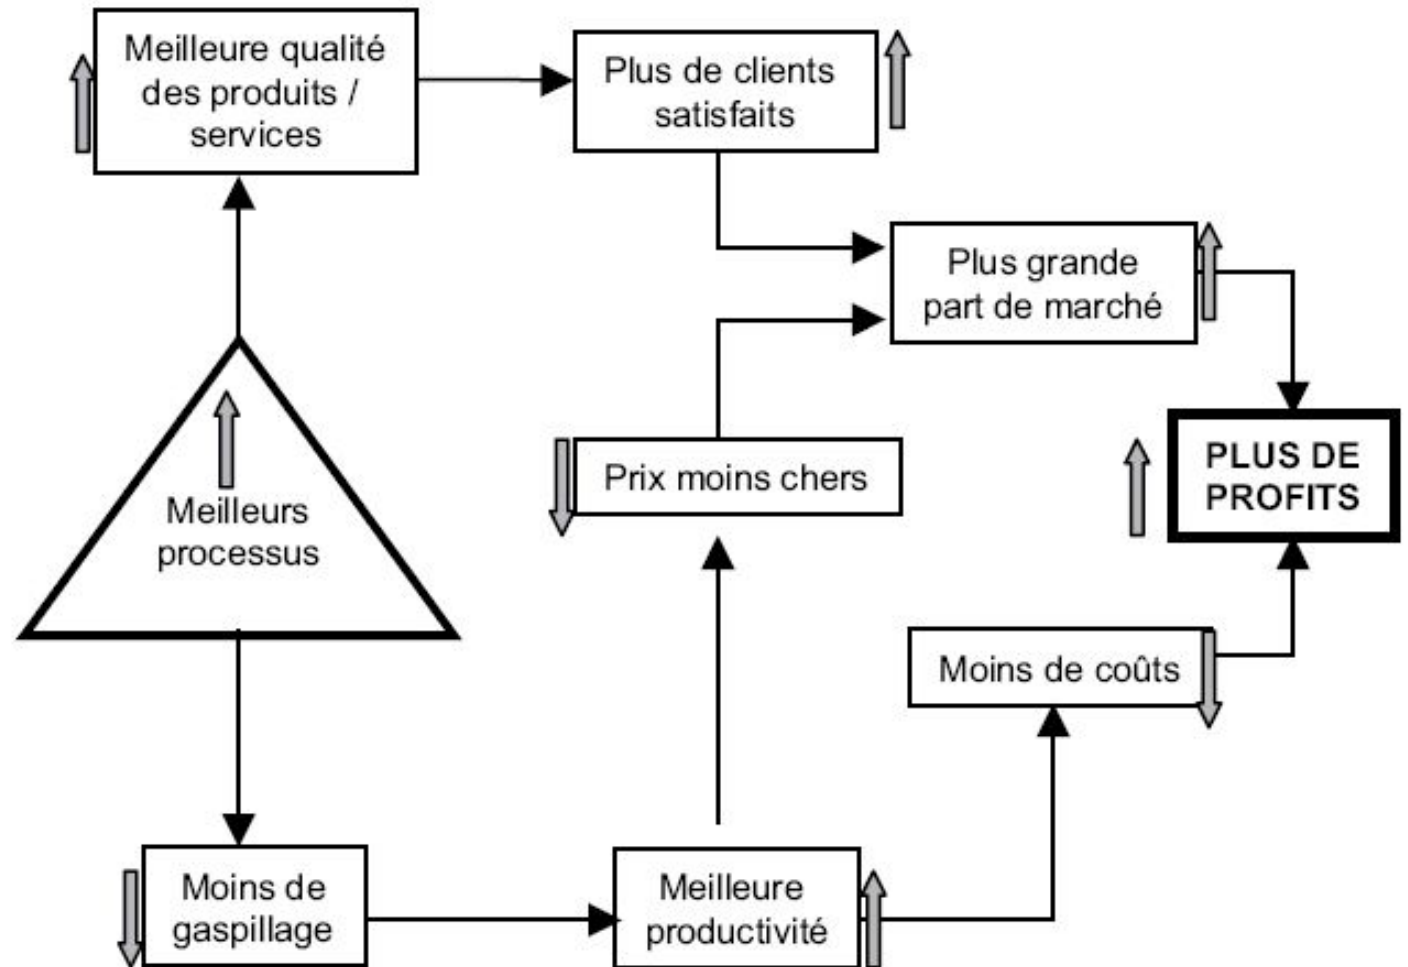 Meilleure qualité
des produits /
services
Plus de clients
satisfaits
Plus grande
part de marché
Meilleurs
processus
Prix moins chers
PLUS DE
PROFITS
Moins de coûts
Moins de
gaspillage
Meilleure
productivité